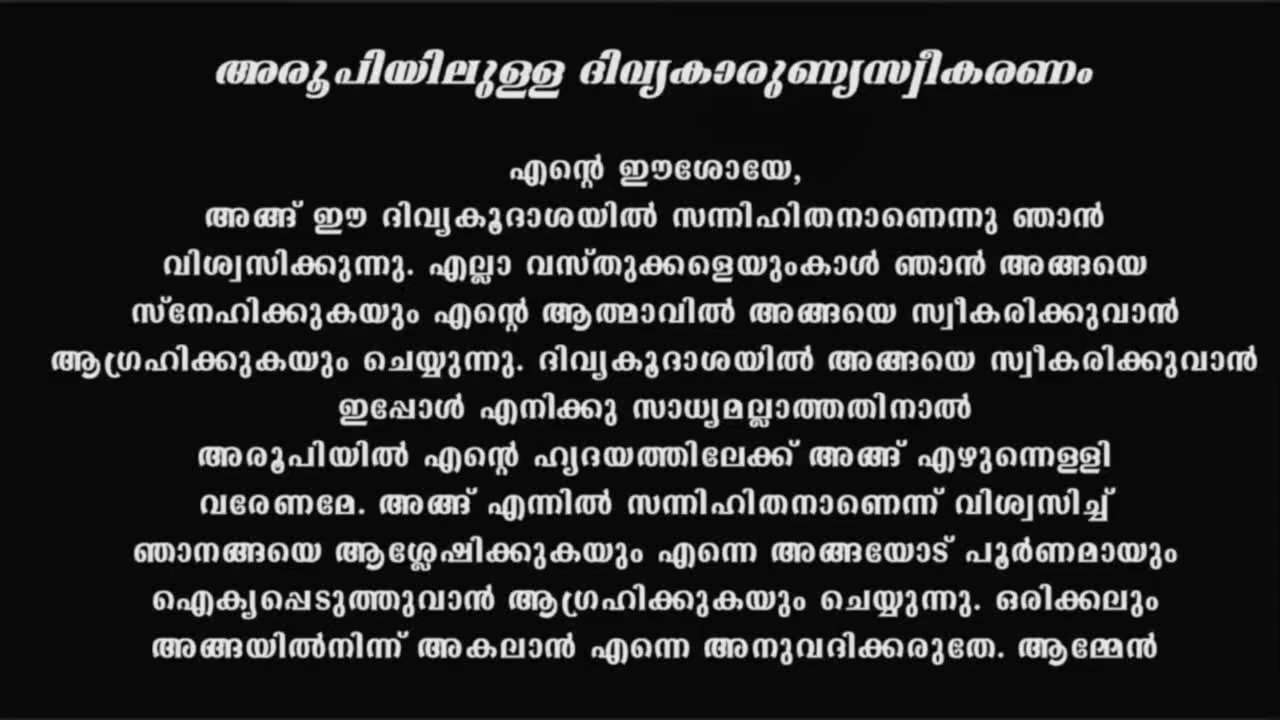 അരൂപിയിലുള്ള ദിവ്യകാരുണ്യസ്വീകരണം
എന്റെ ഈശോയേ,
അങ്ങ് ഈ ദിവ്യകൂദാശയിൽ സന്നിഹിതനാണെന്നു ഞാൻ
വിശ്വസിക്കുന്നു. എല്ലാ വസ്തുക്കളെയുംകാൾ ഞാൻ അങ്ങയെ
സ്നേഹിക്കുകയും എന്റെ ആത്മാവിൽ അങ്ങയെ സ്വീകരിക്കുവാൻ
ആഗ്രഹിക്കുകയും ചെയ്യുന്നു. ദിവ്യകൂദാശയിൽ അങ്ങയെ സ്വീകരിക്കുവാൻ
ഇപ്പോൾ എനിക്കു സാധ്യമല്ലാത്തതിനാൽ
അരൂപിയിൽ എന്റെ ഹൃദയത്തിലേക്ക് അങ്ങ് എഴുന്നെള്ളി
വരേണമേ. അങ്ങ് എന്നിൽ സന്നിഹിതനാണെന്ന് വിശ്വസിച്ച്
ഞാനങ്ങയെ ആശ്ലേഷിക്കുകയും എന്നെ അങ്ങയോട് പൂർണമായും
ഐക്യപ്പെടുത്തുവാൻ ആഗ്രഹിക്കുകയും ചെയ്യുന്നു. ഒരിക്കലും
അങ്ങയിൽനിന്ന് അകലാൻ എന്നെ അനുവദിക്കരുതേ. ആമ്മേൻ